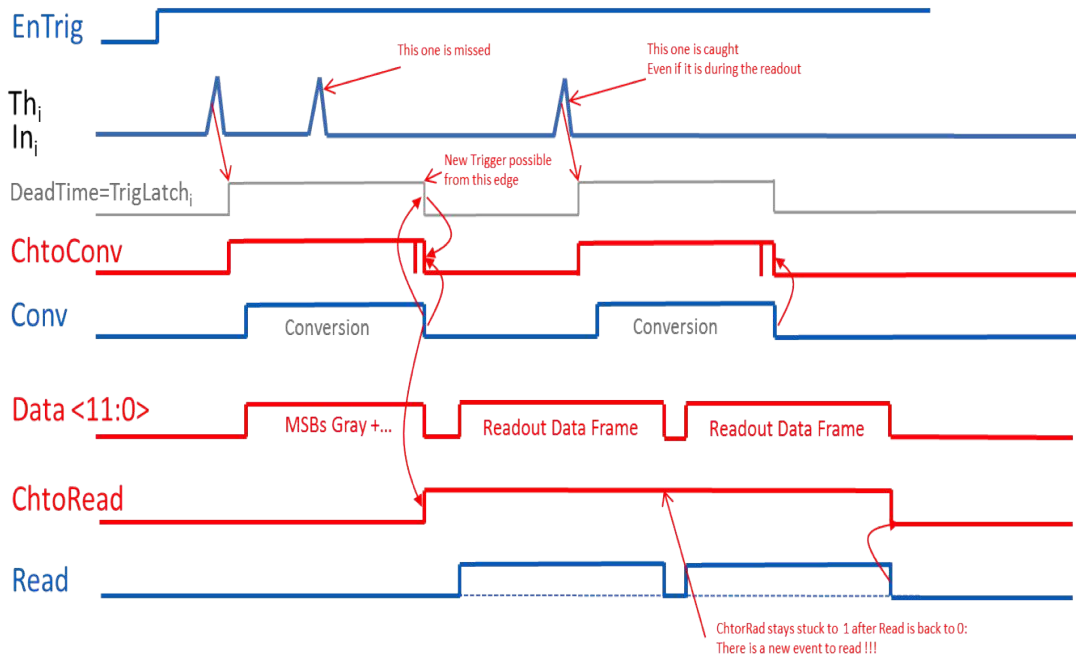 EnTrig
This one is missed
This one is caught
Even if it is during the readout
Thᵢ
Inᵢ
New Trigger possible
from this edge
DeadTime=TrigLatchᵢ
ChtoConv
Conv
Conversion
Conversion
Data <11:0>
MSBs Gray +...
Readout Data Frame
Readout Data Frame
ChtoRead
Read
ChtorRad stays stuck to 1 after Read is back to 0:
There is a new event to read !!!